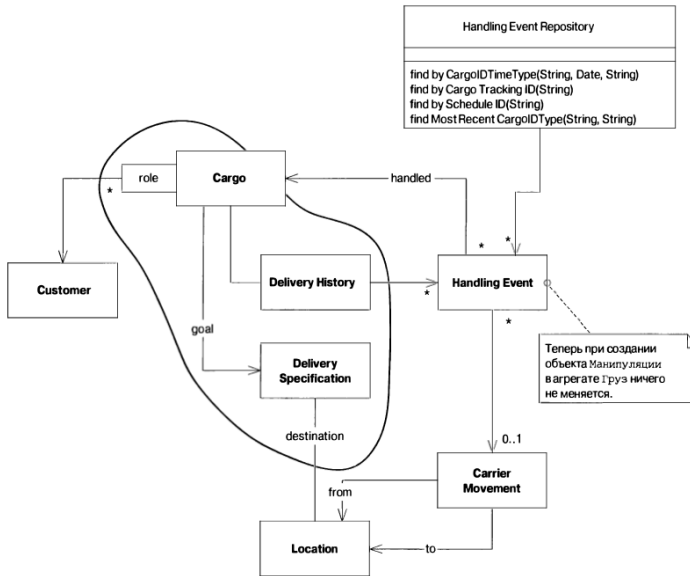 Handling Event Repository
find by CargoIDTimeType(String, Date, String)
find by Cargo Tracking ID(String)
find by Schedule ID(String)
find Most Recent CargoIDType(String, String)
role
*
Cargo
handled
Customer
Delivery History
*
*
*
Handling Event
*
goal
Delivery
Specification
Теперь при создании
объекта Манипуляции
в агрегате Груз ничего
не меняется.
destination
0..1
Carrier
Movement
from
Location
to